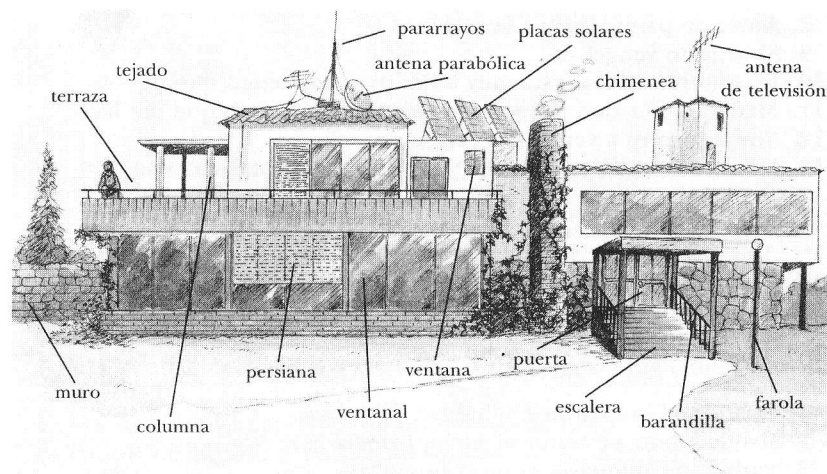 pararrayos
placas solares
antena parabólica
tejado
antena
de televisión
chimenea
terraza
muro
persiana
columna
ventanal
ventana
puerta
escalera
barandilla
farola